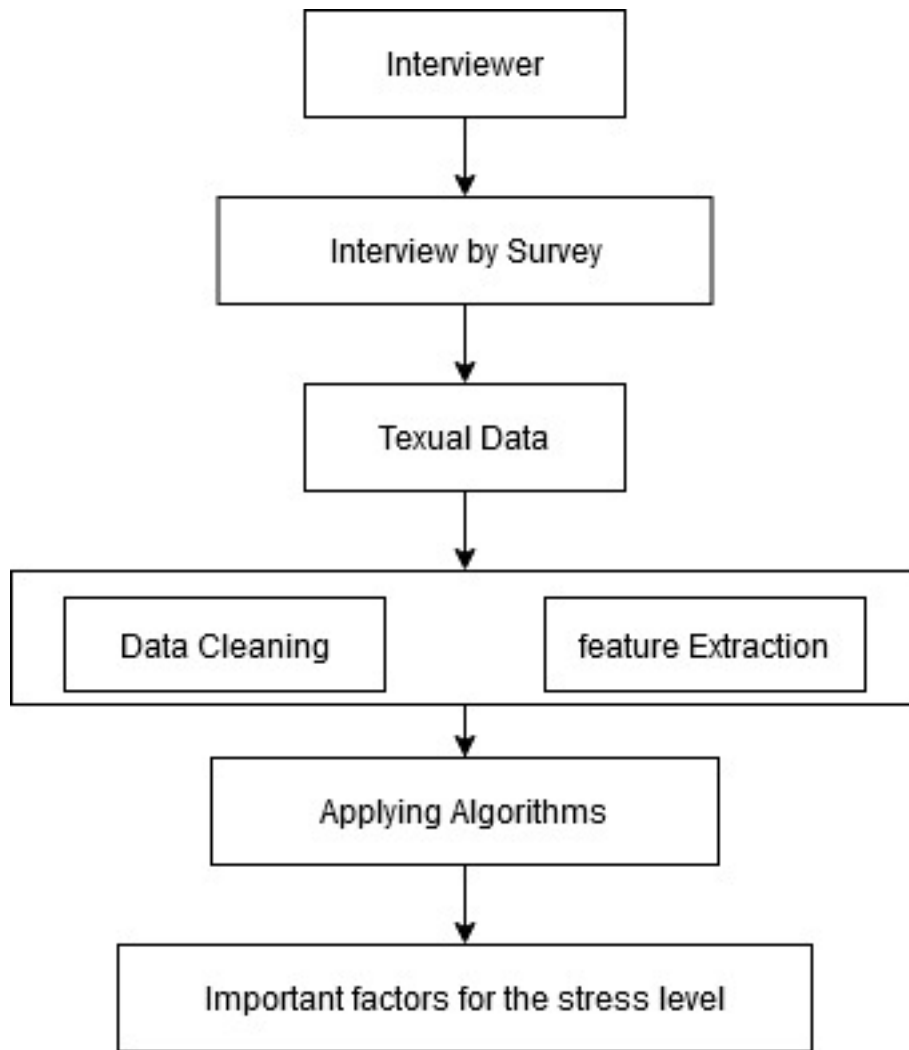 Interviewer
Interview by Survey
Texual Data
Data Cleaning
feature Extraction
Applying Algorithms
Important factors for the stress level